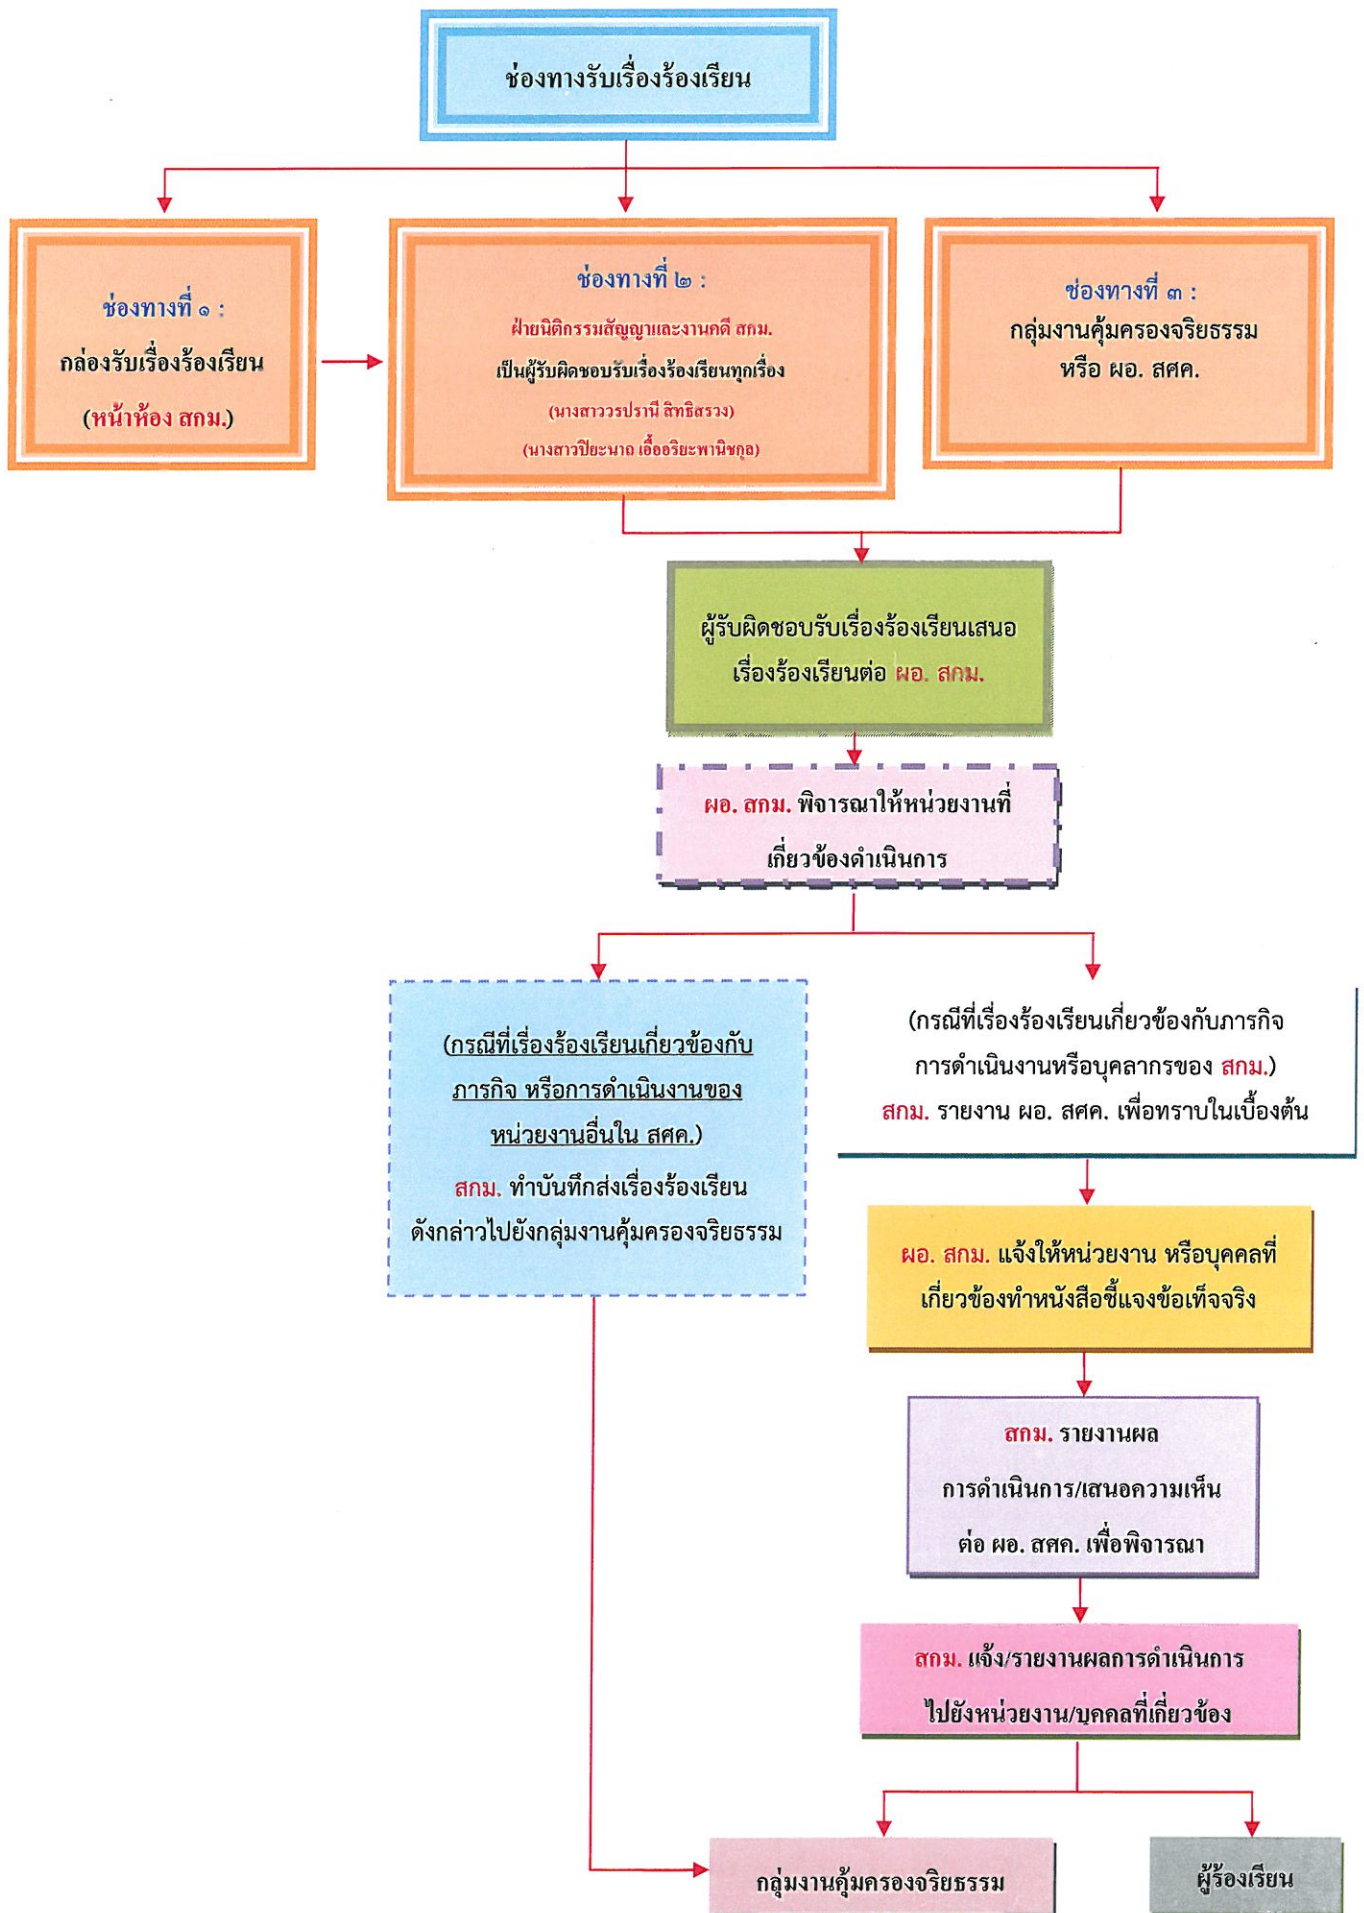 ช่องทางรับเรื่องร้องเรียน
ช่องทางที่ ๑ :
กล่องรับเรื่องร้องเรียน
(หน้าห้อง สกม.)
ช่องทางที่ ๒ :
ฝ่ายนิติกรรมสัญญาและงานคดี สกม.
เป็นผู้รับผิดชอบรับเรื่องร้องเรียนทุกเรื่อง
(นางสาววรปรานี สิทธิสรวง)
(นางสาวปิยะนาถ เอื้ออริยะพานิชกุล)
ช่องทางที่ ๓ :
กลุ่มงานคุ้มครองจริยธรรม
หรือ ผอ. สศค.
ผู้รับผิดชอบรับเรื่องร้องเรียนเสนอ
เรื่องร้องเรียนต่อ ผอ. สกม.
ผอ. สกม. พิจารณาให้หน่วยงานที่
เกี่ยวข้องดำเนินการ
(กรณีที่เรื่องร้องเรียนเกี่ยวข้องกับ
ภารกิจ หรือการดำเนินงานของ
หน่วยงานอื่นใน สศค.)
สกม. ทำบันทึกส่งเรื่องร้องเรียน
ดังกล่าวไปยังกลุ่มงานคุ้มครองจริยธรรม
(กรณีที่เรื่องร้องเรียนเกี่ยวข้องกับภารกิจ
การดำเนินงานหรือบุคลากรของ สกม.)
สกม. รายงาน ผอ. สศค. เพื่อทราบในเบื้องต้น
ผอ. สกม. แจ้งให้หน่วยงาน หรือบุคคลที่
เกี่ยวข้องทำหนังสือชี้แจงข้อเท็จจริง
สกม. รายงานผล
การดำเนินการ/เสนอความเห็น
ต่อ ผอ. สศค. เพื่อพิจารณา
สกม. แจ้ง/รายงานผลการดำเนินการ
ไปยังหน่วยงาน/บุคคลที่เกี่ยวข้อง
กลุ่มงานคุ้มครองจริยธรรม
ผู้ร้องเรียน